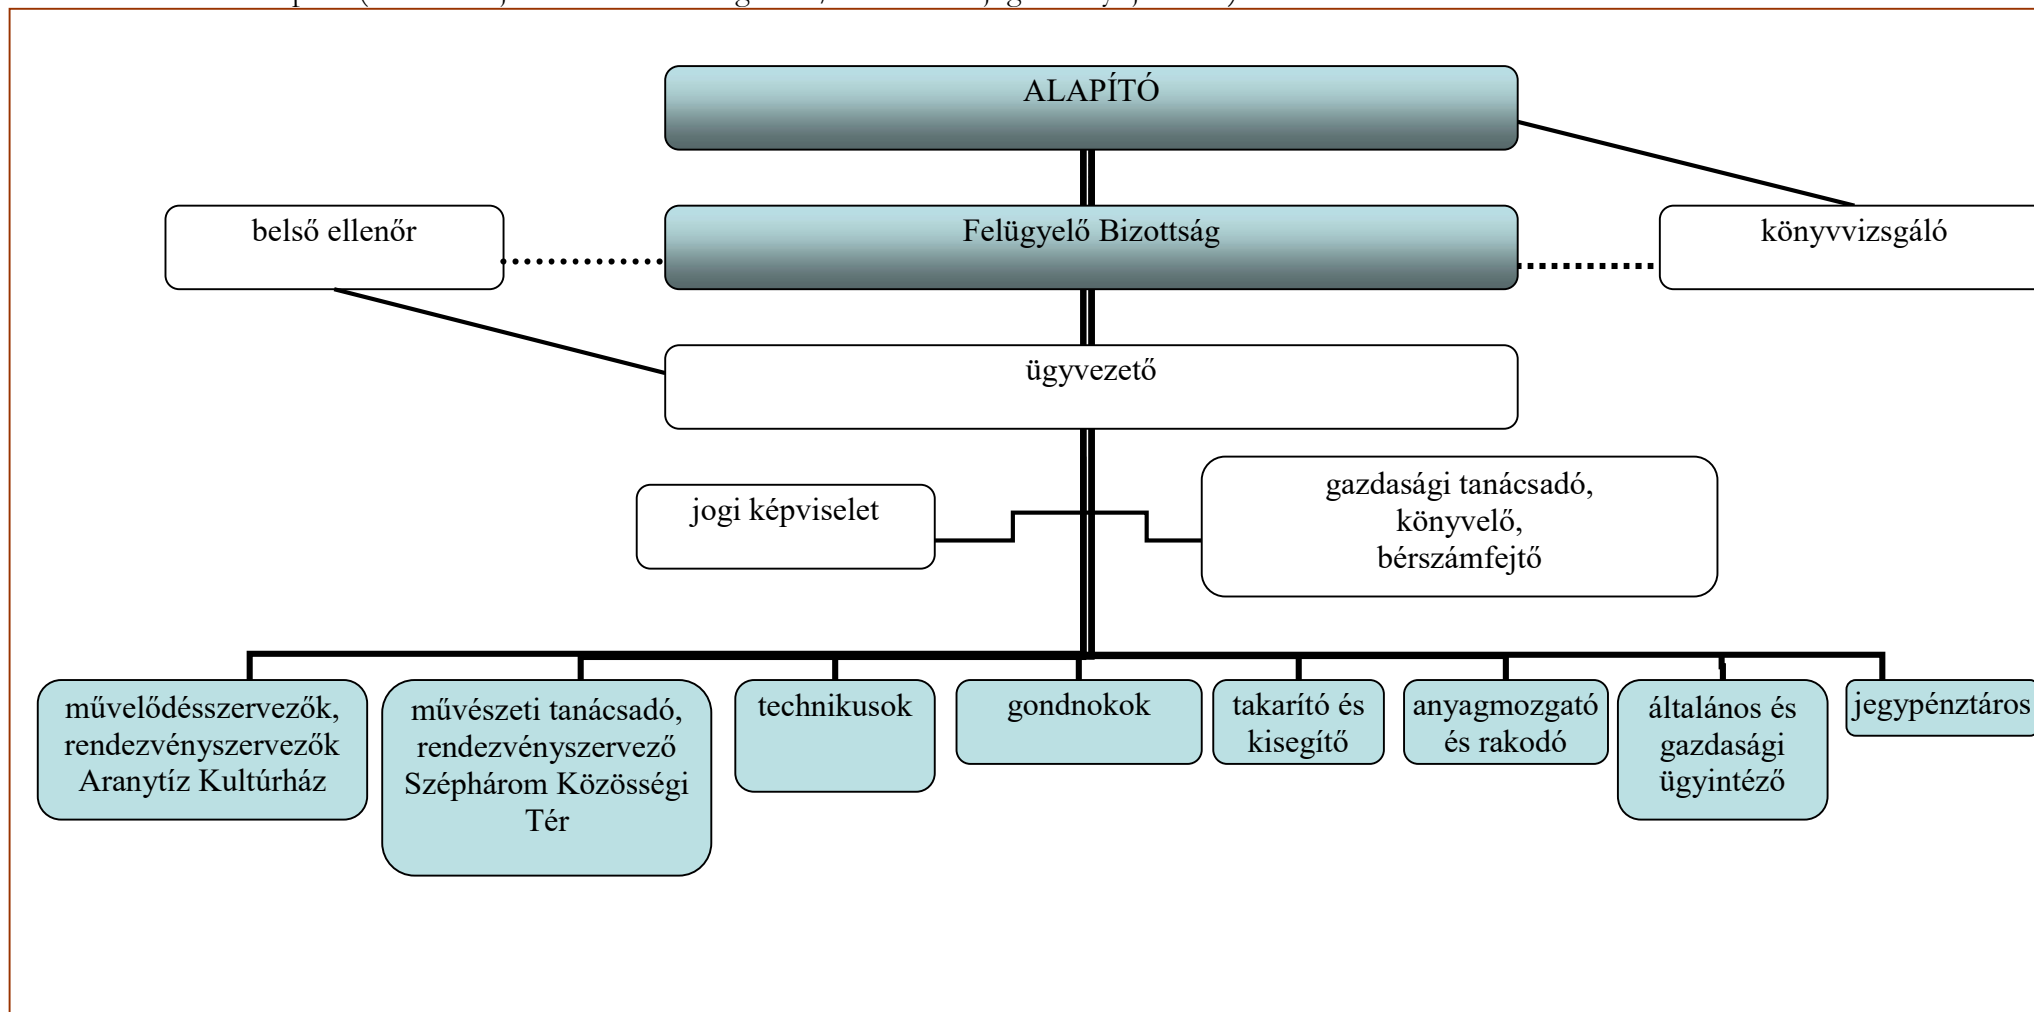 ALAPÍTÓ
belső ellenőr
Felügyelő Bizottság
könyvvizsgáló
ügyvezető
jogi képviselet
gazdasági tanácsadó,
könyvelő,
bérszámfejtő
művelődésszervezők,
rendezvényszervezők
Aranytíz Kultúrház
művészeti tanácsadó,
rendezvényszervező
Széphárom Közösségi
Tér
technikusok
gondnokok
takarító és
kisegítő
anyagmozgató
és rakodó
általános és
gazdasági
ügyintéző
jegypénztáros